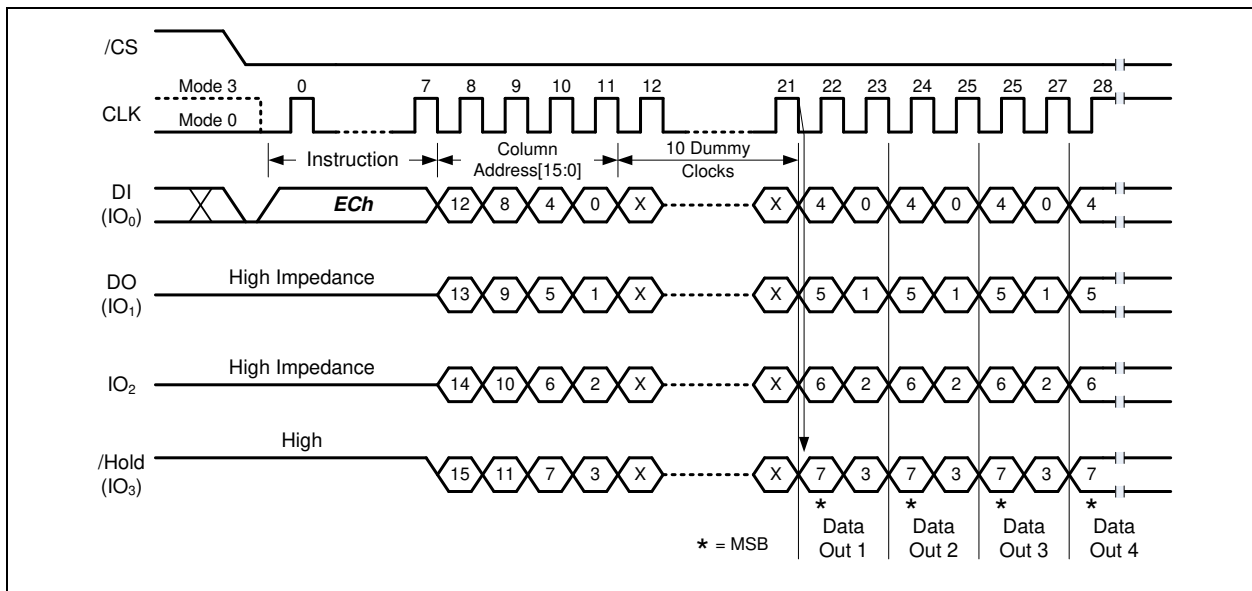 /CS
Mode 3 0 7 8 9 10 11 12 21 22 23 24 25 25 27 28
CLK
Mode 0
Instruction Column Address[15:0] 10 Dummy Clocks
DI
(IO0) ECh 12 8 4 0 X X 4 0 4 0 4 0 4
High Impedance
DO
(IO1) 13 9 5 1 X X 5 1 5 1 5 1 5
High Impedance
IO2 14 10 6 2 X X 6 2 6 2 6 2 6
High
/Hold
(IO3) 15 11 7 3 X X 7 3 7 3 7 3 7
* * * *
* = MSB
Data Out 1 Data Out 2 Data Out 3 Data Out 4